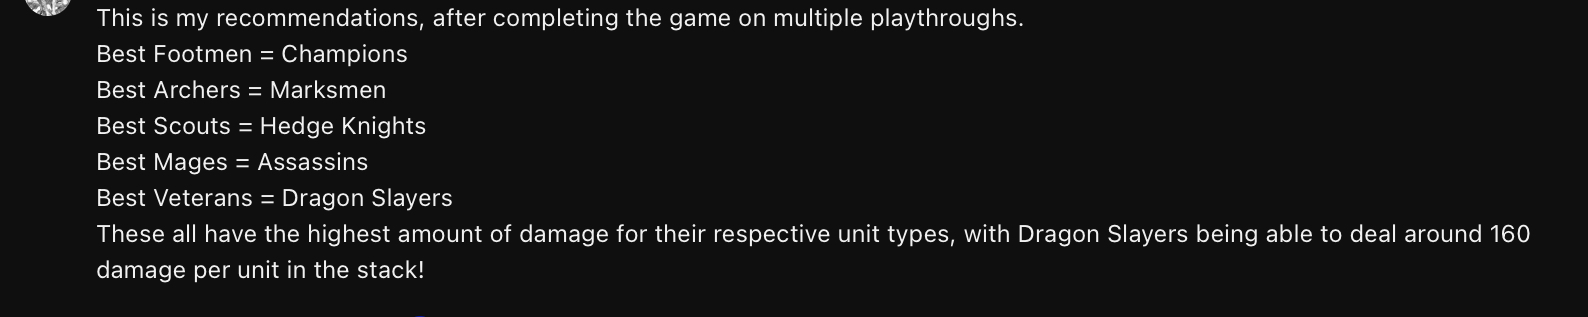 This is my recommendations, after completing the game on multiple playthroughs.
Best Footmen = Champions
Best Archers = Marksmen
Best Scouts = Hedge Knights
Best Mages = Assassins
Best Veterans = Dragon Slayers
These all have the highest amount of damage for their respective unit types, with Dragon Slayers being able to deal around 160
damage per unit in the stack!